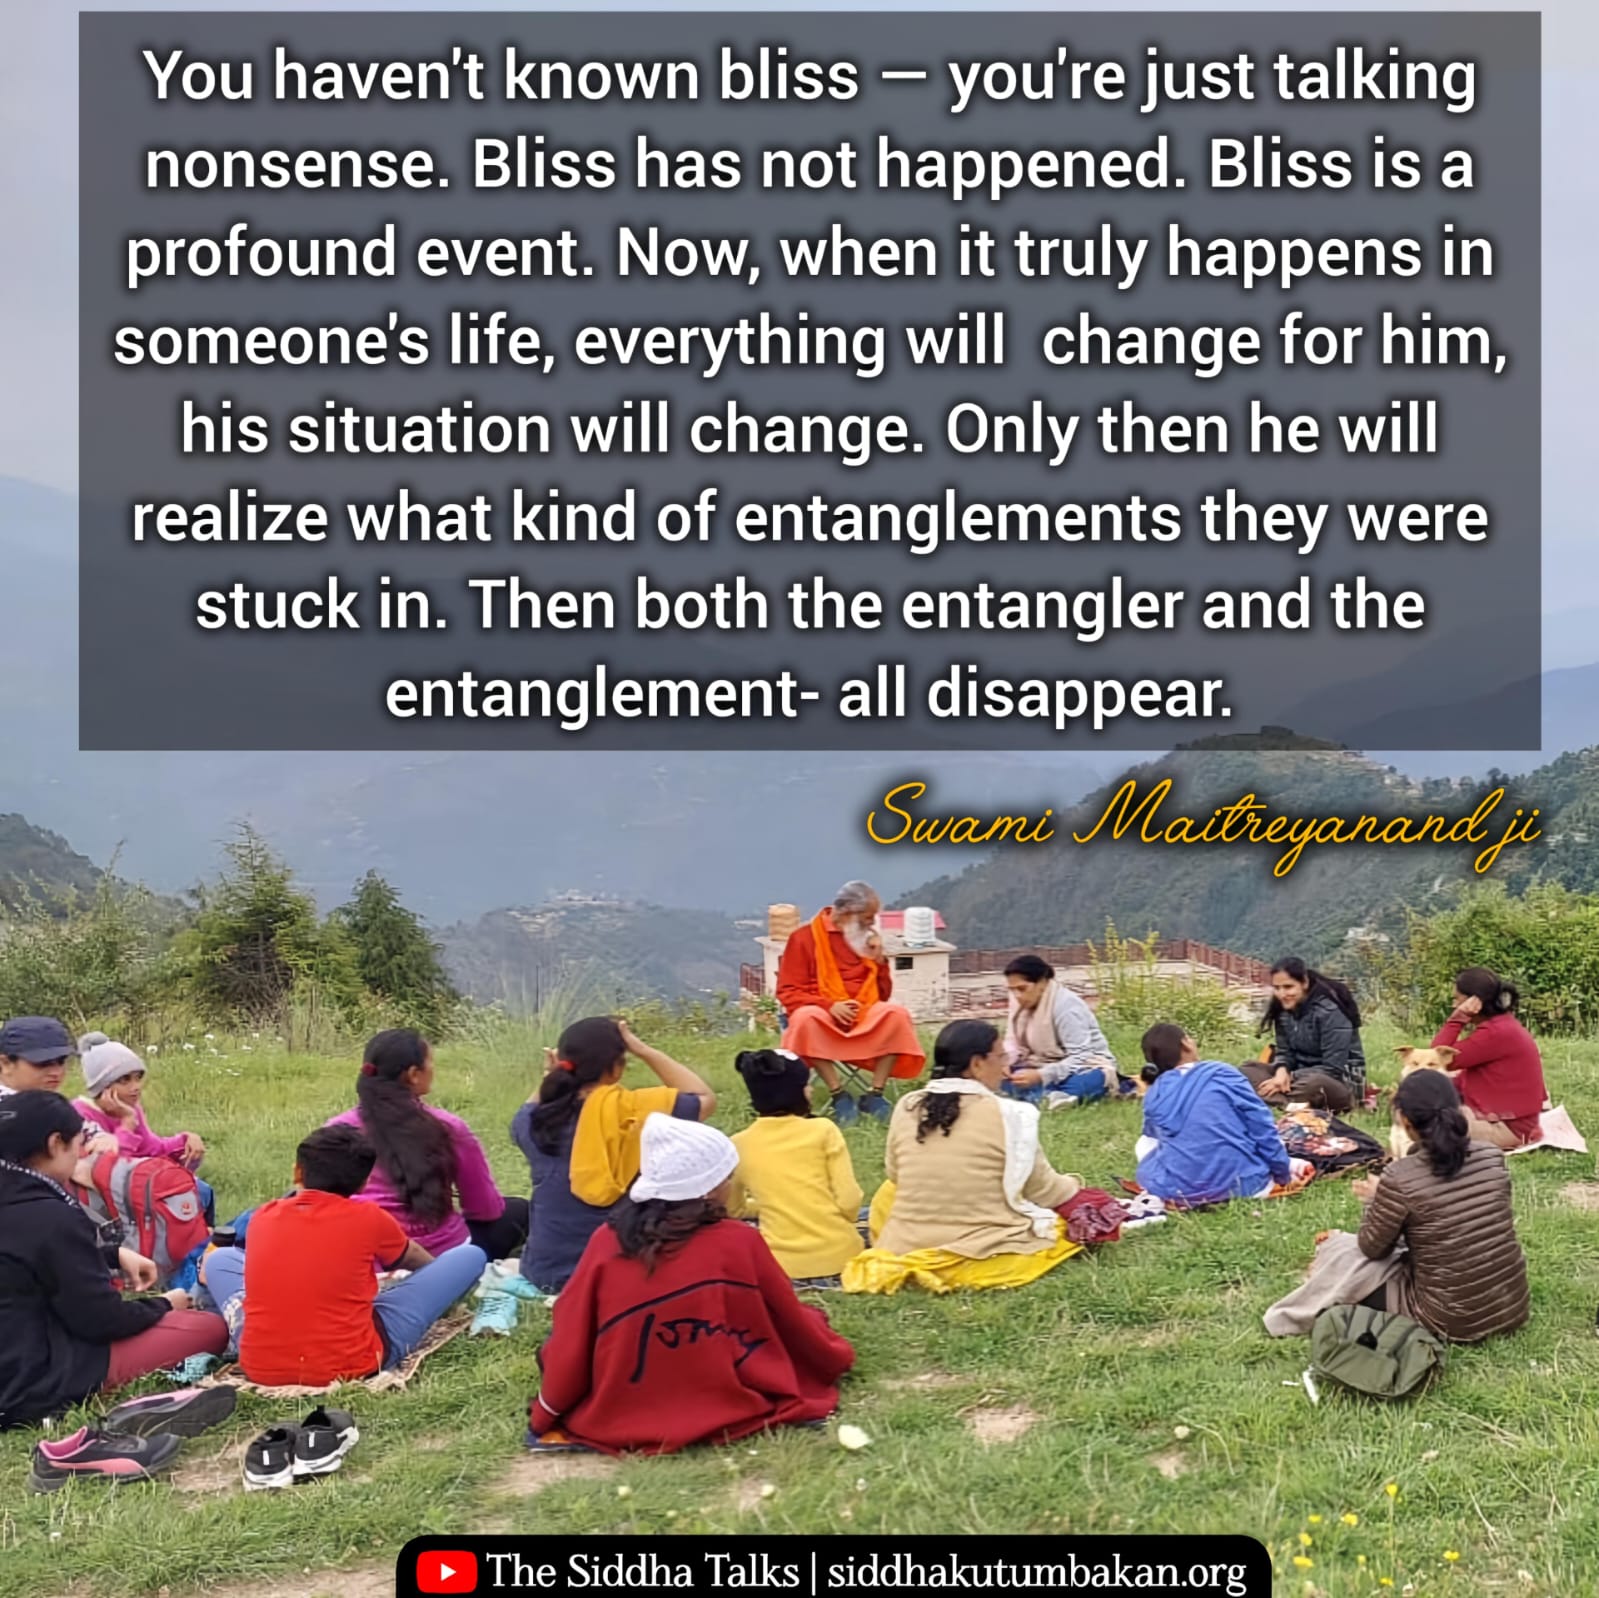 You haven't known bliss — you're just talking
nonsense. Bliss has not happened. Bliss is a
profound event. Now, when it truly happens in
someone's life, everything will  change for him,
his situation will change. Only then he will
realize what kind of entanglements they were
stuck in. Then both the entangler and the
entanglement- all disappear.
Swami Maitreyanand ji
Tommy
The Siddha Talks | siddhakutumbakan.org